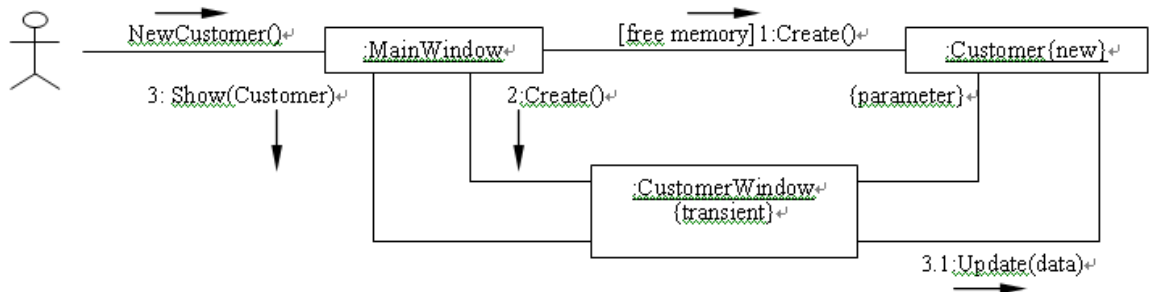 NewCustomer()
[free memory] 1:Create()
:MainWindow
:Customer{new}
3: Show(Customer)
2:Create()
{parameter}
:CustomerWindow
{transient}
3.1:Update(data)